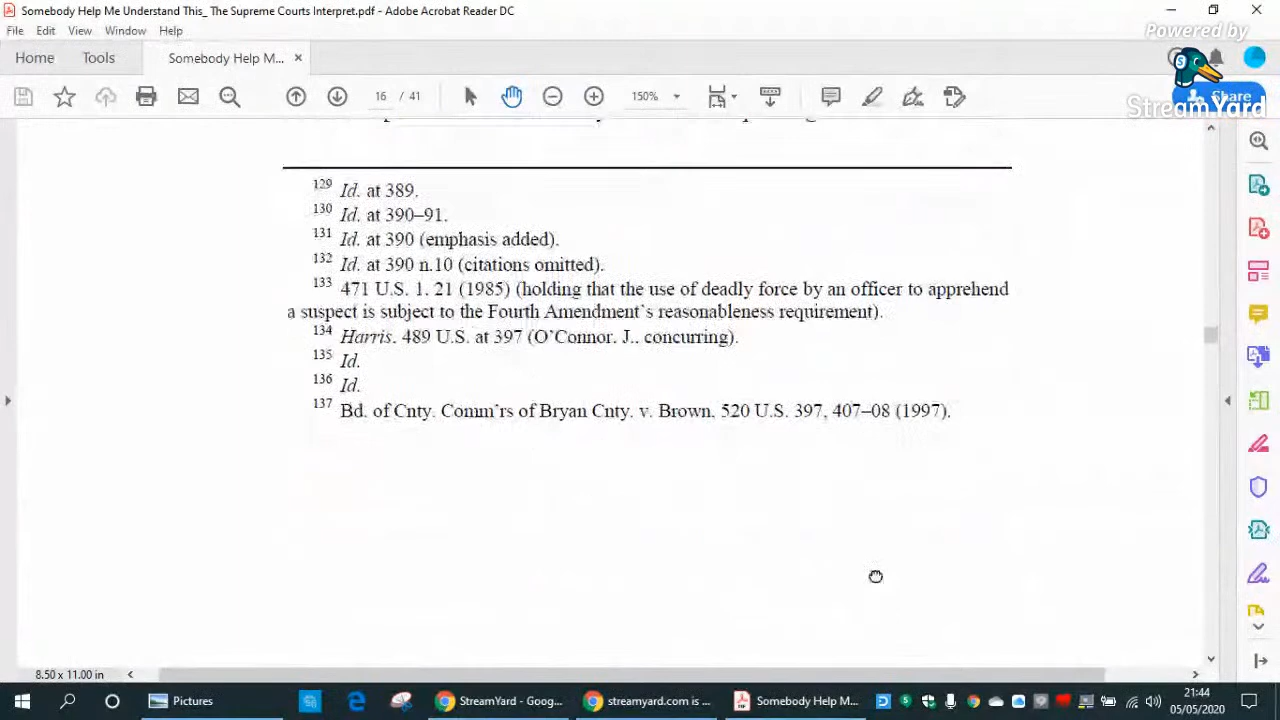 Somebody Help Me Understand This_ The Supreme Courts Interpret.pdf - Adobe Acrobat Reader DC
File Edit View Window Help
Powered by
Home Tools Somebody Help M... ×
16 / 41 150% Share
StreamYard
129 Id. at 389.
130 Id. at 390–91.
131 Id. at 390 (emphasis added).
132 Id. at 390 n.10 (citations omitted).
133 471 U.S. 1, 21 (1985) (holding that the use of deadly force by an officer to apprehend
a suspect is subject to the Fourth Amendment's reasonableness requirement).
134 Harris, 489 U.S. at 397 (O'Connor, J., concurring).
135 Id.
136 Id.
137 Bd. of Cnty. Comm'rs of Bryan Cnty. v. Brown, 520 U.S. 397, 407–08 (1997).
8.50 x 11.00 in
Pictures StreamYard - Goog... streamyard.com is ... Somebody Help M...
21:44
05/05/2020